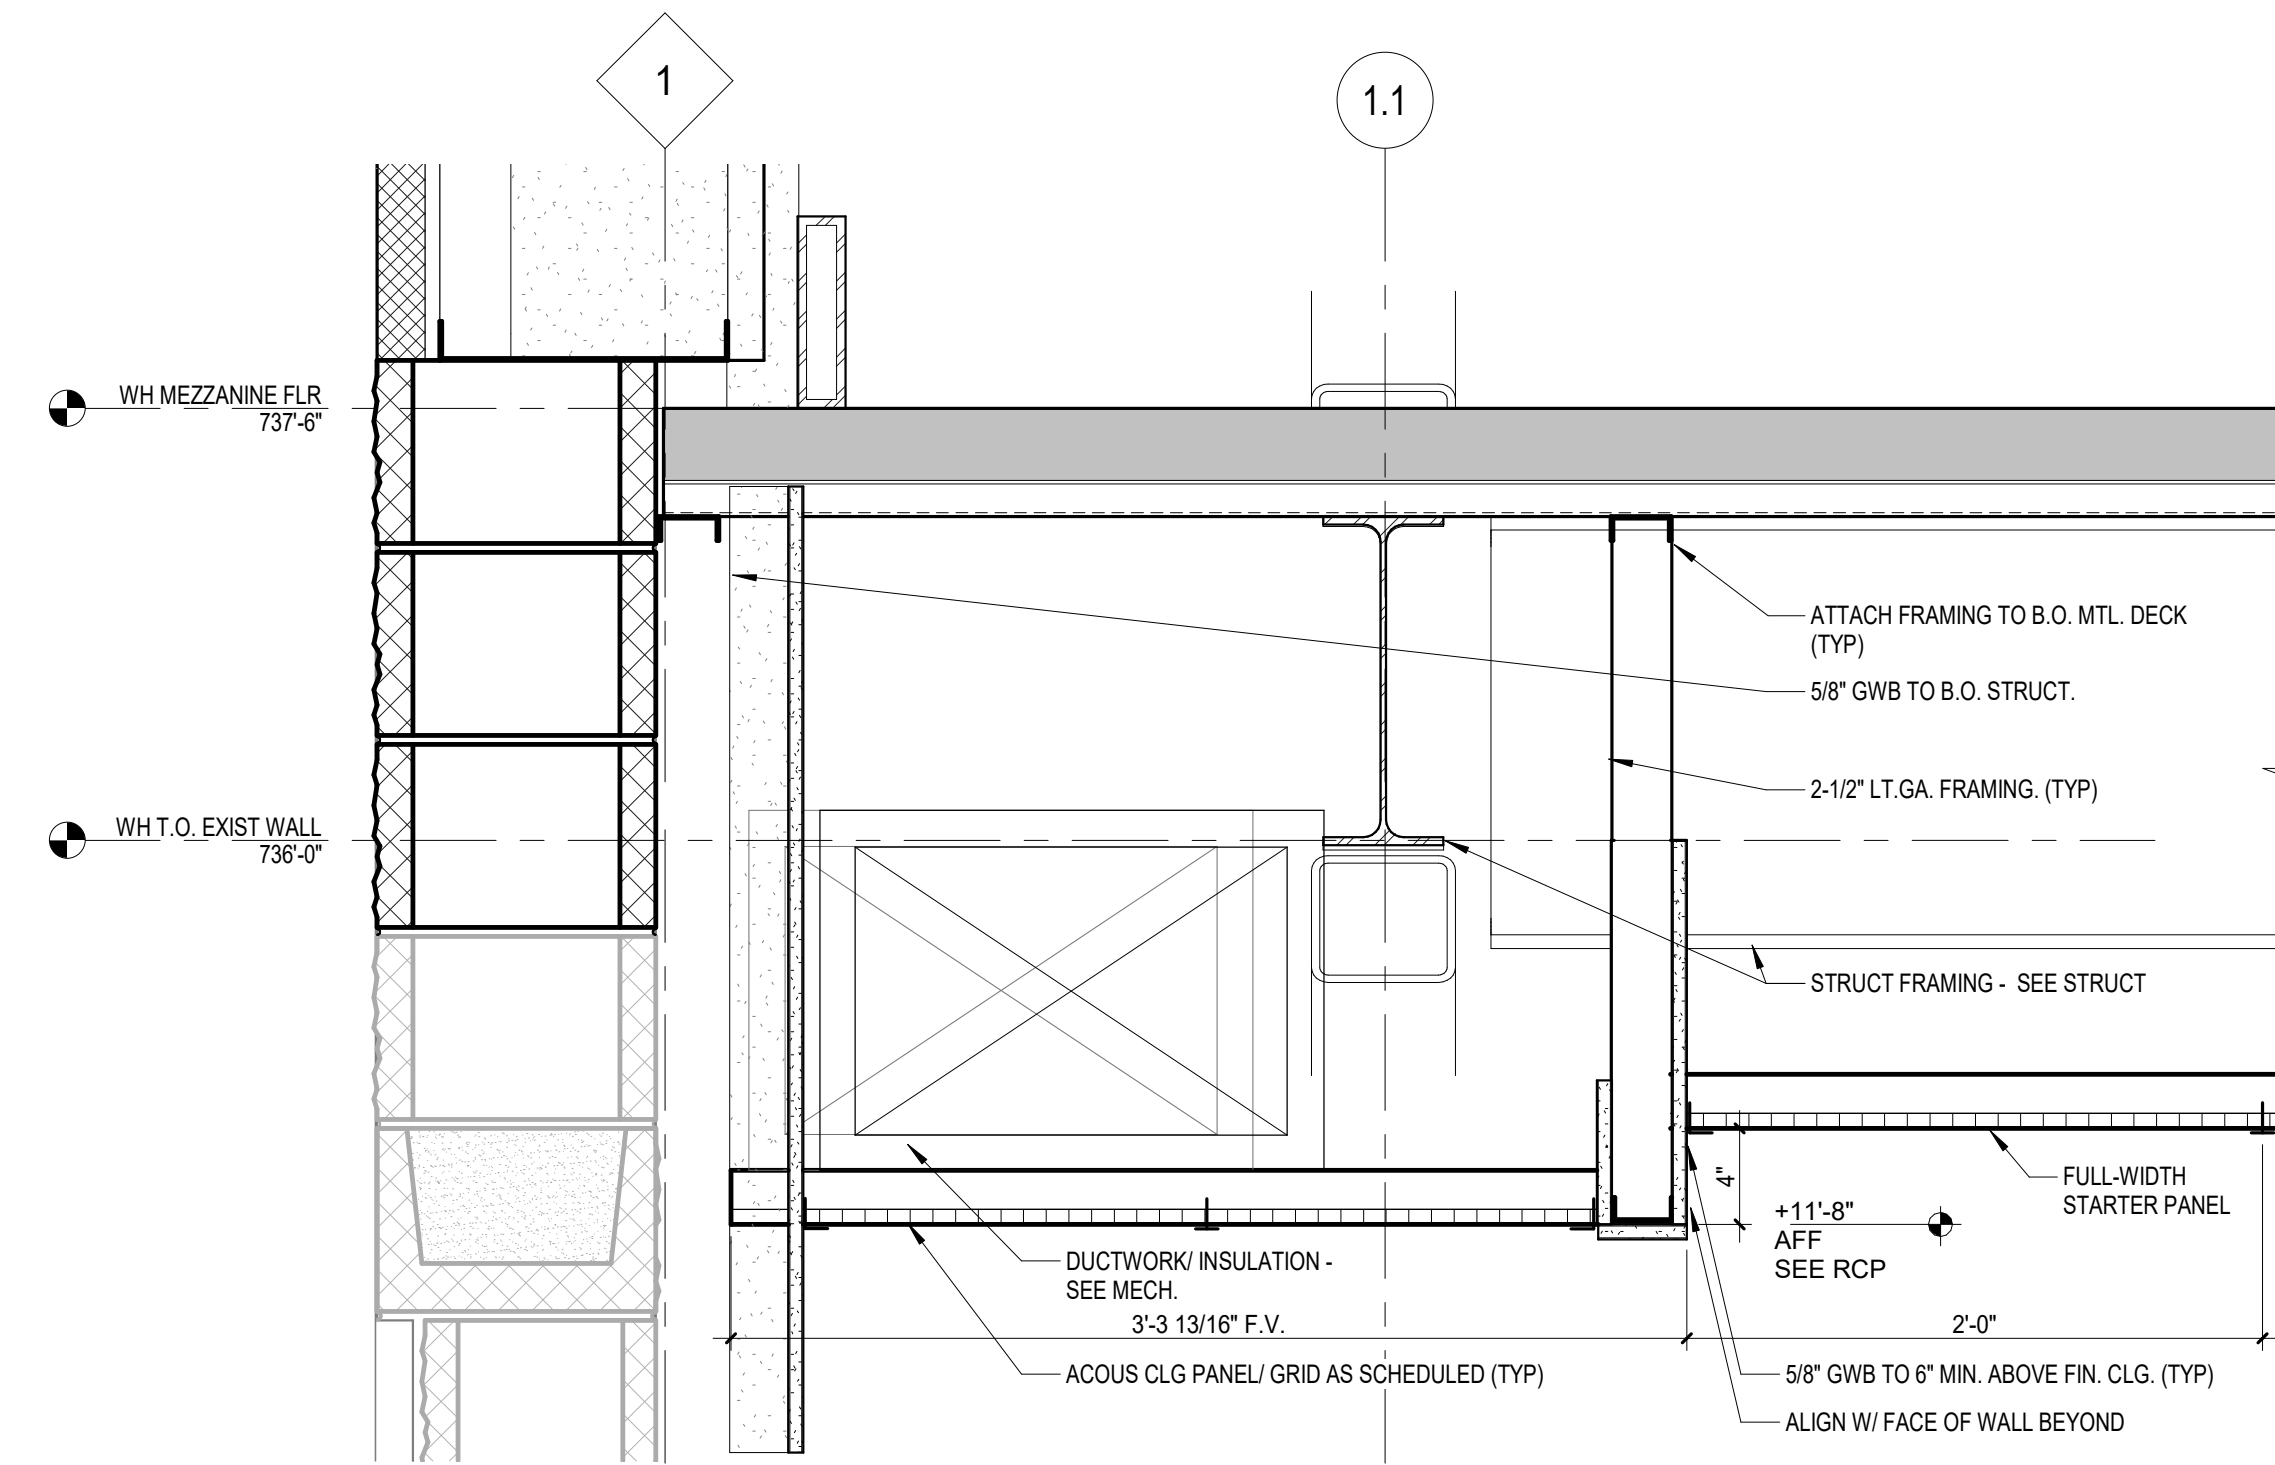 1
1.1
WH MEZZANINE FLR
737'-6"
ATTACH FRAMING TO B.O. MTL. DECK
(TYP)
5/8" GWB TO B.O. STRUCT.
2-1/2" LT.GA. FRAMING. (TYP)
WH T.O. EXIST WALL
736'-0"
STRUCT FRAMING - SEE STRUCT
4"
FULL-WIDTH
STARTER PANEL
+11'-8"
AFF
SEE RCP
DUCTWORK/ INSULATION -
SEE MECH.
3'-3 13/16" F.V.
2'-0"
ACOUS CLG PANEL/ GRID AS SCHEDULED (TYP)
5/8" GWB TO 6" MIN. ABOVE FIN. CLG. (TYP)
ALIGN W/ FACE OF WALL BEYOND